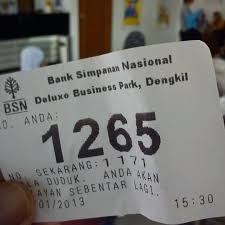 BSN
Bank Simpanan Nasional
Deluxe Business Park, Dengkil
NO. ANDA:
1265
NO. SEKARANG: 1171
DUDUK. ANDA AKAN
SEBENTAR LAGI.
/01/2013 15:30